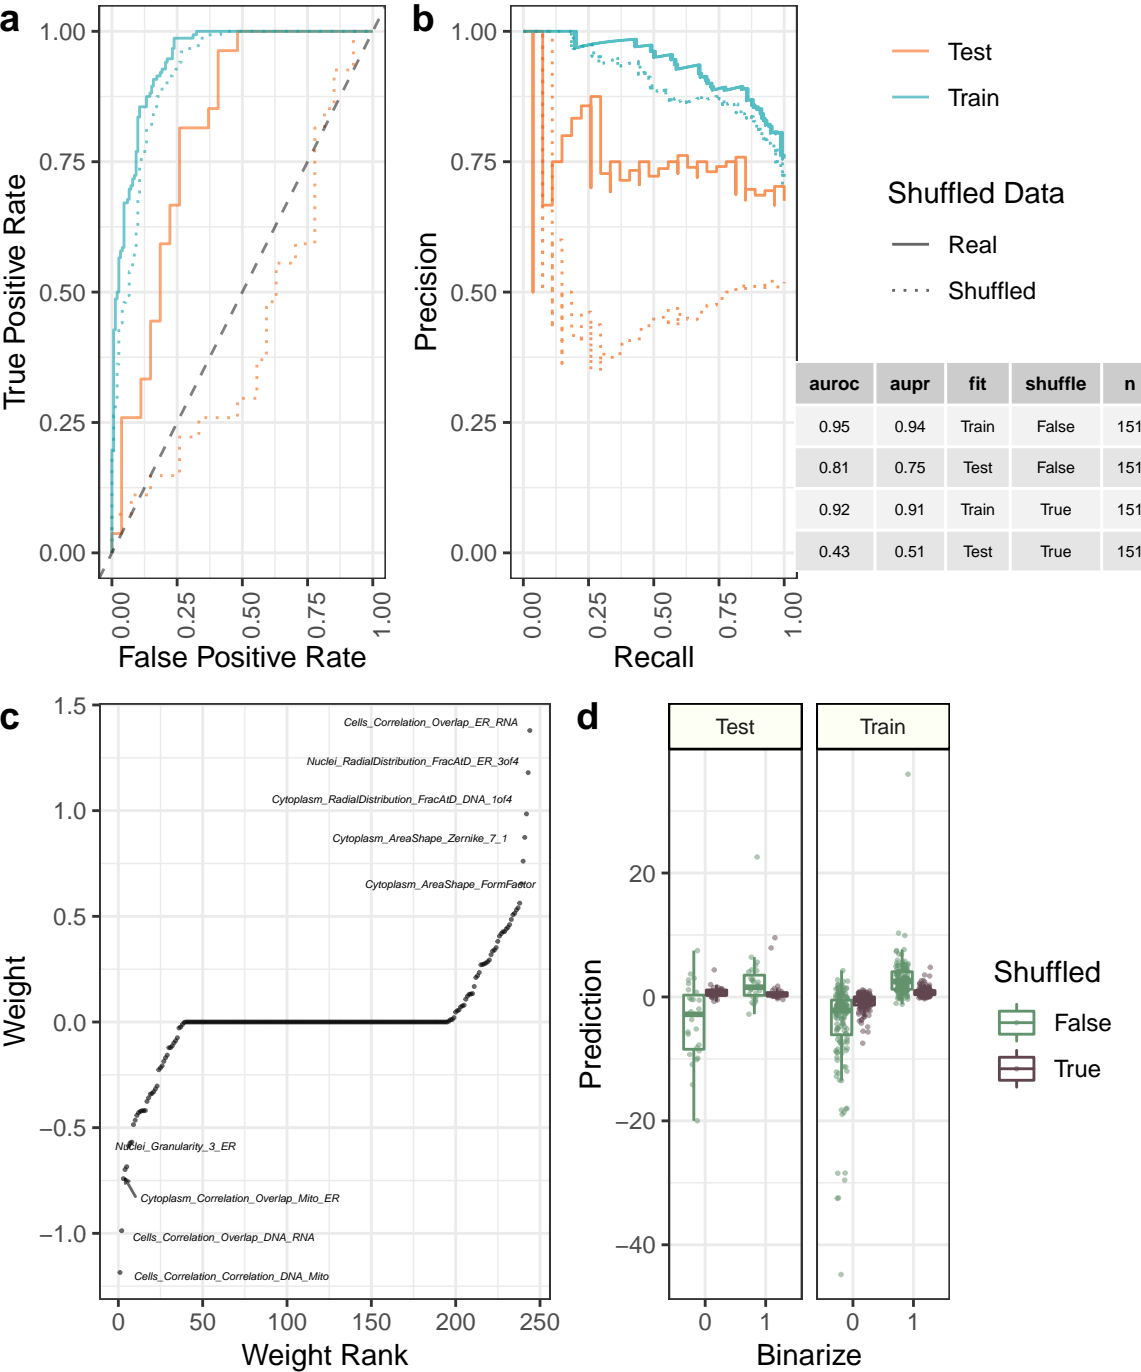 a
1.00
0.75
0.50
0.25
0.00
True Positive Rate
0.00
0.25
0.50
0.75
1.00
False Positive Rate
b
1.00
0.75
0.50
0.25
0.00
Precision
0.00
0.25
0.50
0.75
1.00
Recall
Test
Train
Shuffled Data
Real
Shuffled
auroc aupr fit shuffle n
0.95 0.94 Train False 151
0.81 0.75 Test False 151
0.92 0.91 Train True 151
0.43 0.51 Test True 151
c
1.5
1.0
0.5
0.0
−0.5
−1.0
Weight
Cells_Correlation_Overlap_ER_RNA
Nuclei_RadialDistribution_FracAtD_ER_3of4
Cytoplasm_RadialDistribution_FracAtD_DNA_1of4
Cytoplasm_AreaShape_Zernike_7_1
Cytoplasm_AreaShape_FormFactor
Nuclei_Granularity_3_ER
Cytoplasm_Correlation_Overlap_Mito_ER
Cells_Correlation_Overlap_DNA_RNA
Cells_Correlation_Correlation_DNA_Mito
0 50 100 150 200 250
Weight Rank
d
Test Train
20
0
−20
−40
Prediction
0 1 0 1
Binarize
Shuffled
False
True